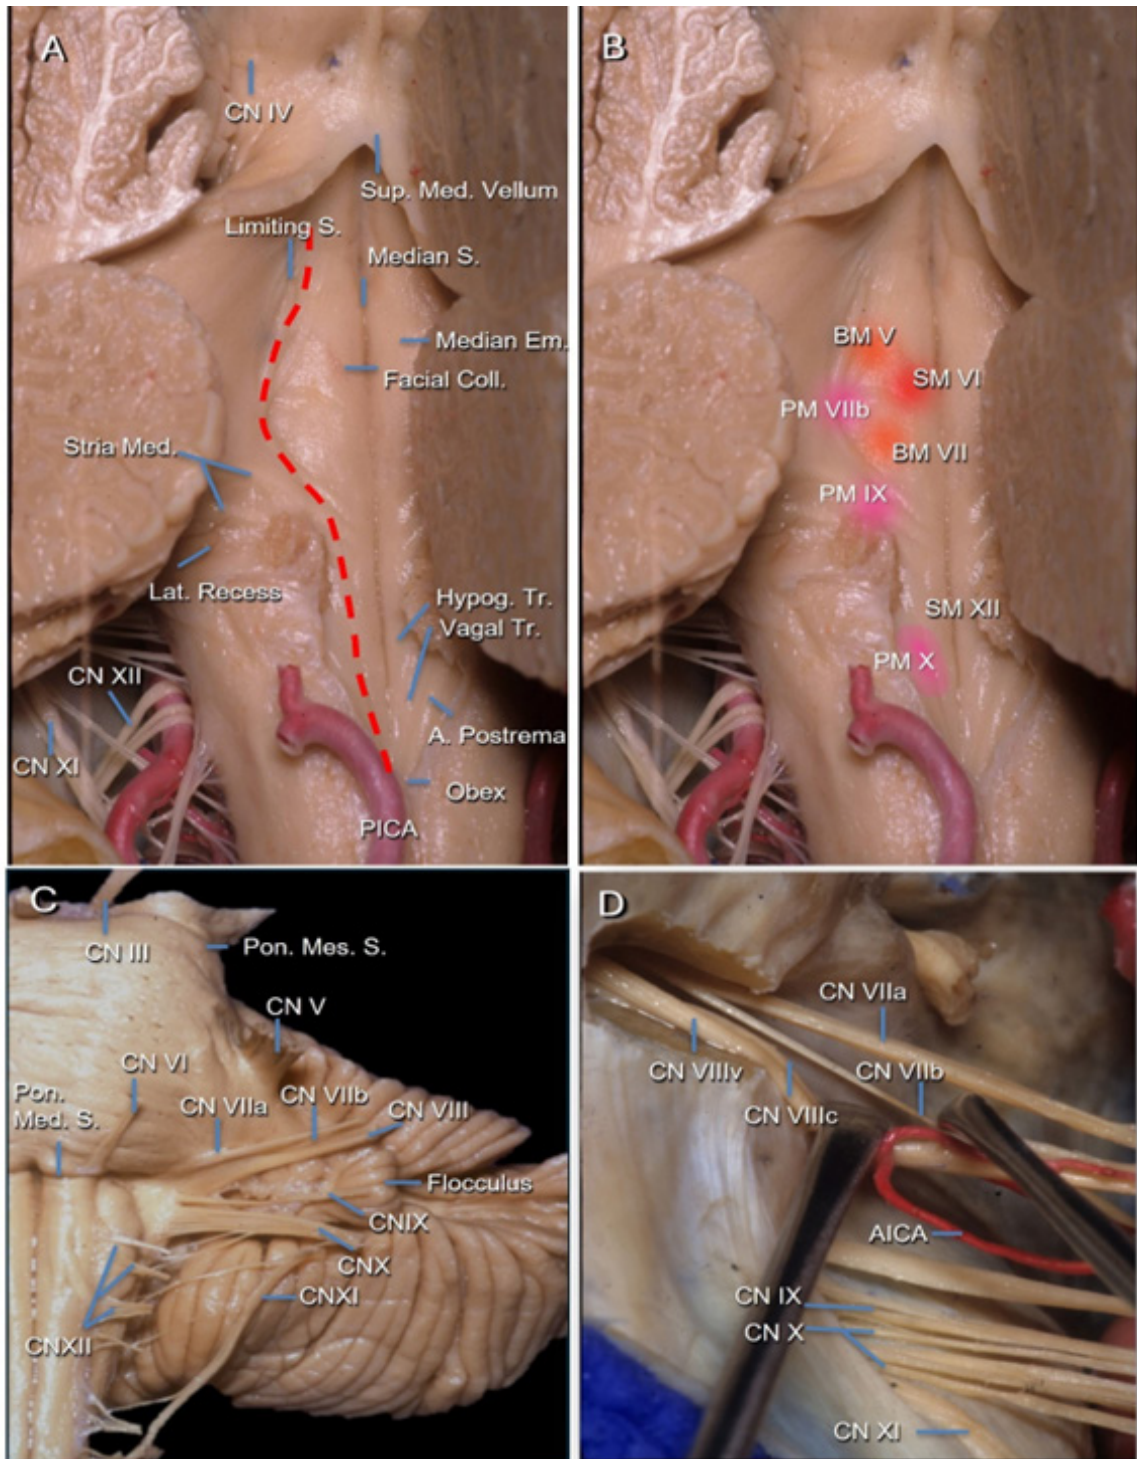 A
CN IV
Sup. Med. Vellum
Limiting S.
Median S.
Median Em.
Facial Coll.
Stria Med.
Lat. Recess
Hypog. Tr.
Vagal Tr.
CN XII
A. Postrema
CN XI
Obex
PICA
B
BM V
SM VI
PM VIIb
BM VII
PM IX
SM XII
PM X
C
CN III
Pon. Mes. S.
CN V
CN VI
Pon.
Med. S.
CN VIIa
CN VIIb
CN VIII
Flocculus
CNIX
CNX
CNXI
CNXII
D
CN VIIa
CN VIIIv
CN VIIb
CN VIIIc
AICA
CN IX
CN X
CN XI